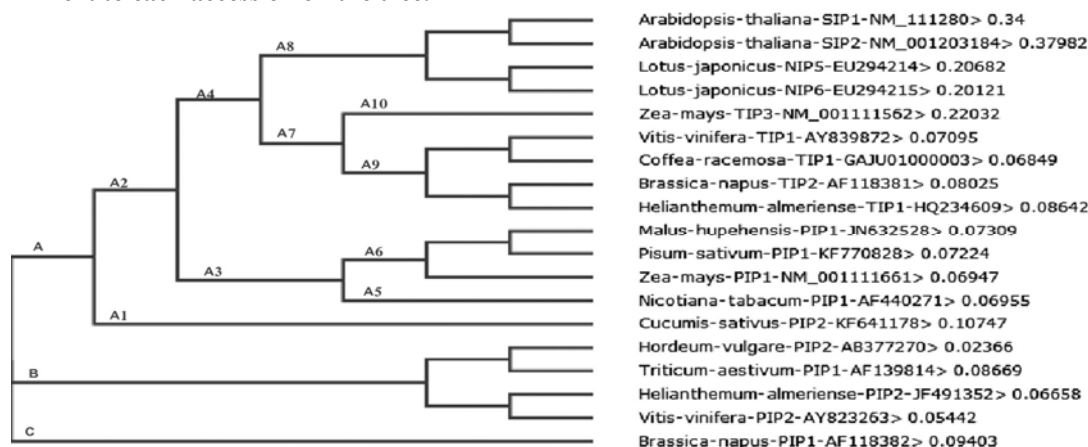 A8
A4
A10
A7
A9
A2
A6
A
A3
A5
A1
B
C
Arabidopsis-thaliana-SIP1-NM_111280> 0.34
Arabidopsis-thaliana-SIP2-NM_001203184> 0.37982
Lotus-japonicus-NIP5-EU294214> 0.20682
Lotus-japonicus-NIP6-EU294215> 0.20121
Zea-mays-TIP3-NM_001111562> 0.22032
Vitis-vinifera-TIP1-AY839872> 0.07095
Coffea-racemosa-TIP1-GAJU01000003> 0.06849
Brassica-napus-TIP2-AF118381> 0.08025
Helianthemum-almeriense-TIP1-HQ234609> 0.08642
Malus-hupehensis-PIP1-JN632528> 0.07309
Pisum-sativum-PIP1-KF770828> 0.07224
Zea-mays-PIP1-NM_001111661> 0.06947
Nicotiana-tabacum-PIP1-AF440271> 0.06955
Cucumis-sativus-PIP2-KF641178> 0.10747
Hordeum-vulgare-PIP2-AB377270> 0.02366
Triticum-aestivum-PIP1-AF139814> 0.08669
Helianthemum-almeriense-PIP2-JF491352> 0.06658
Vitis-vinifera-PIP2-AY823263> 0.05442
Brassica-napus-PIP1-AF118382> 0.09403